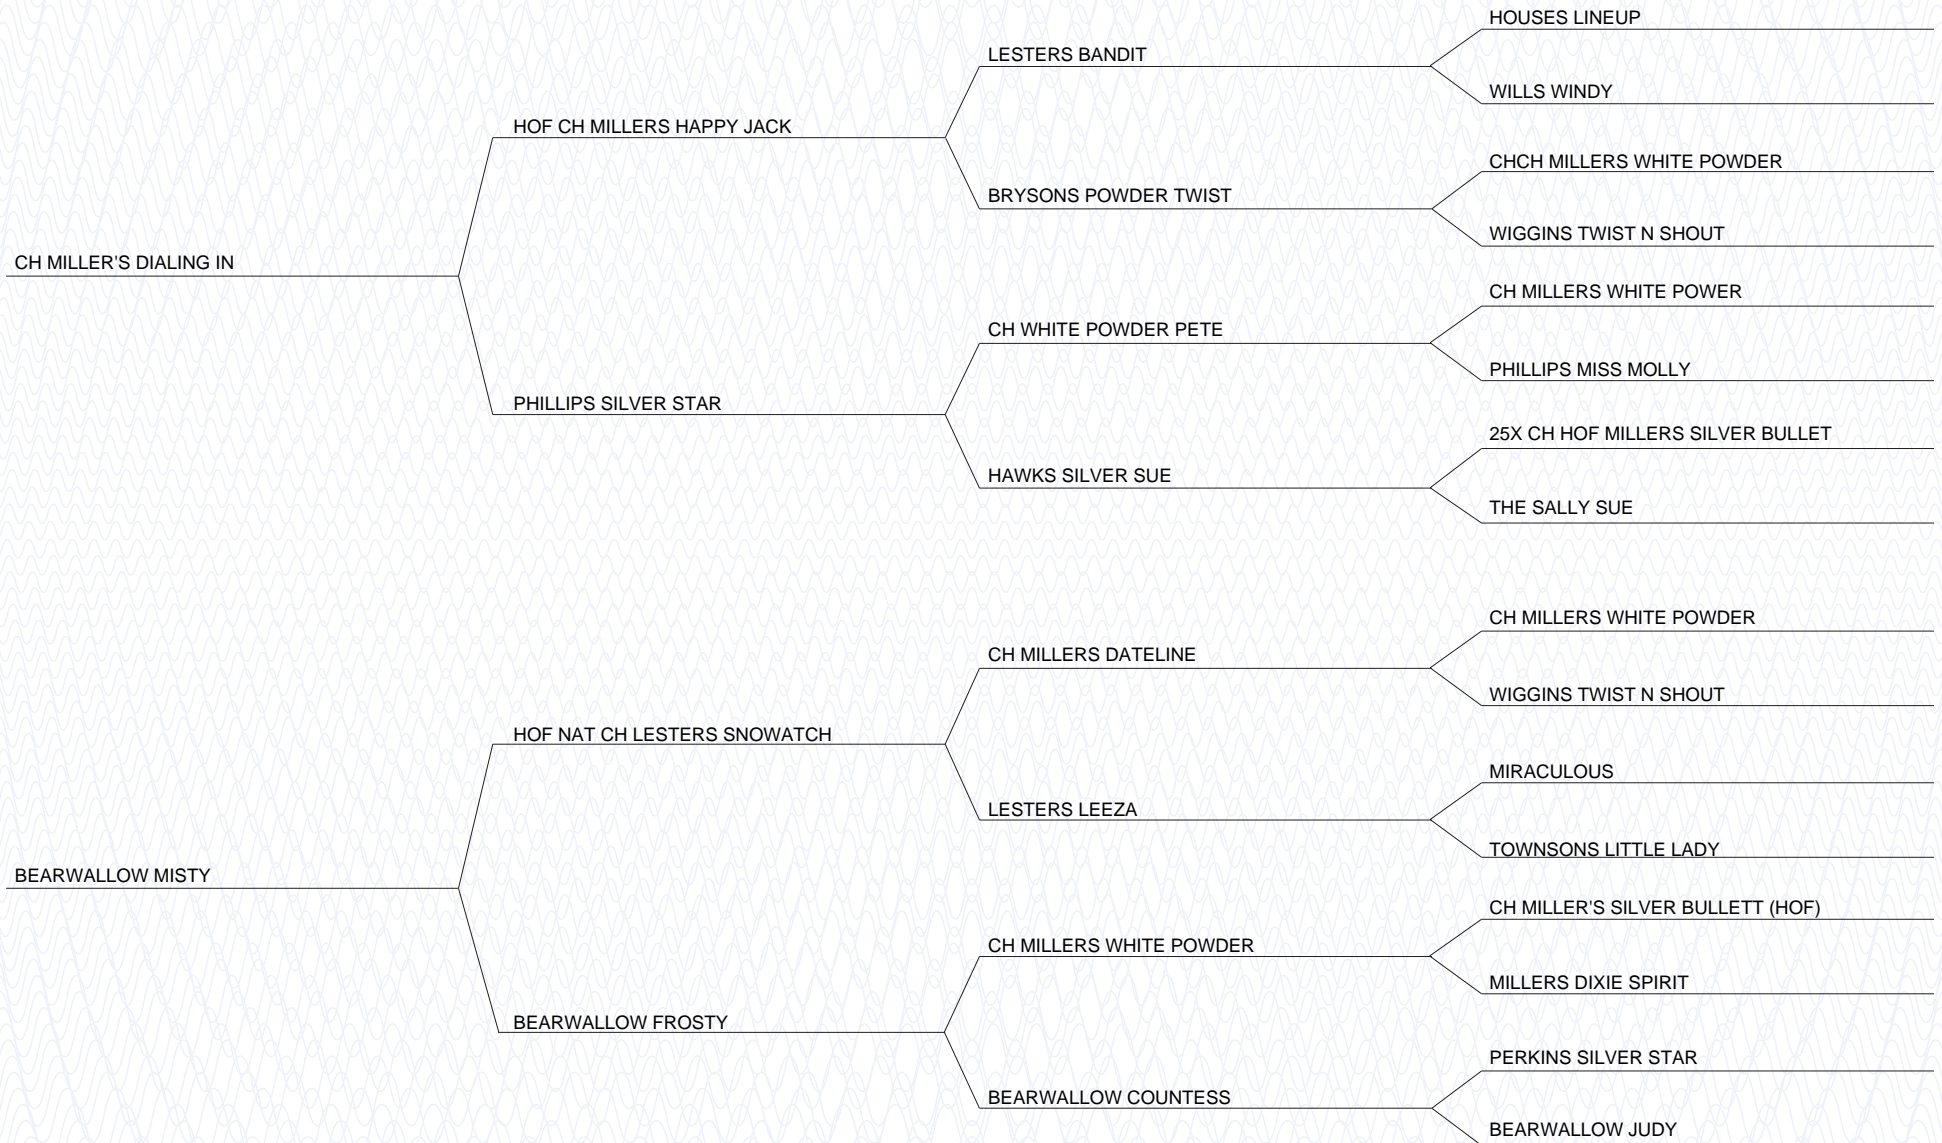 HOUSES LINEUP
LESTERS BANDIT
WILLS WINDY
HOF CH MILLERS HAPPY JACK
CHCH MILLERS WHITE POWDER
BRYSONS POWDER TWIST
WIGGINS TWIST N SHOUT
CH MILLER'S DIALING IN
CH MILLERS WHITE POWER
CH WHITE POWDER PETE
PHILLIPS MISS MOLLY
PHILLIPS SILVER STAR
25X CH HOF MILLERS SILVER BULLET
HAWKS SILVER SUE
THE SALLY SUE
CH MILLERS WHITE POWDER
CH MILLERS DATELINE
WIGGINS TWIST N SHOUT
HOF NAT CH LESTERS SNOWATCH
MIRACULOUS
LESTERS LEEZA
TOWNSONS LITTLE LADY
BEARWALLOW MISTY
CH MILLER'S SILVER BULLETT (HOF)
CH MILLERS WHITE POWDER
MILLERS DIXIE SPIRIT
BEARWALLOW FROSTY
PERKINS SILVER STAR
BEARWALLOW COUNTESS
BEARWALLOW JUDY